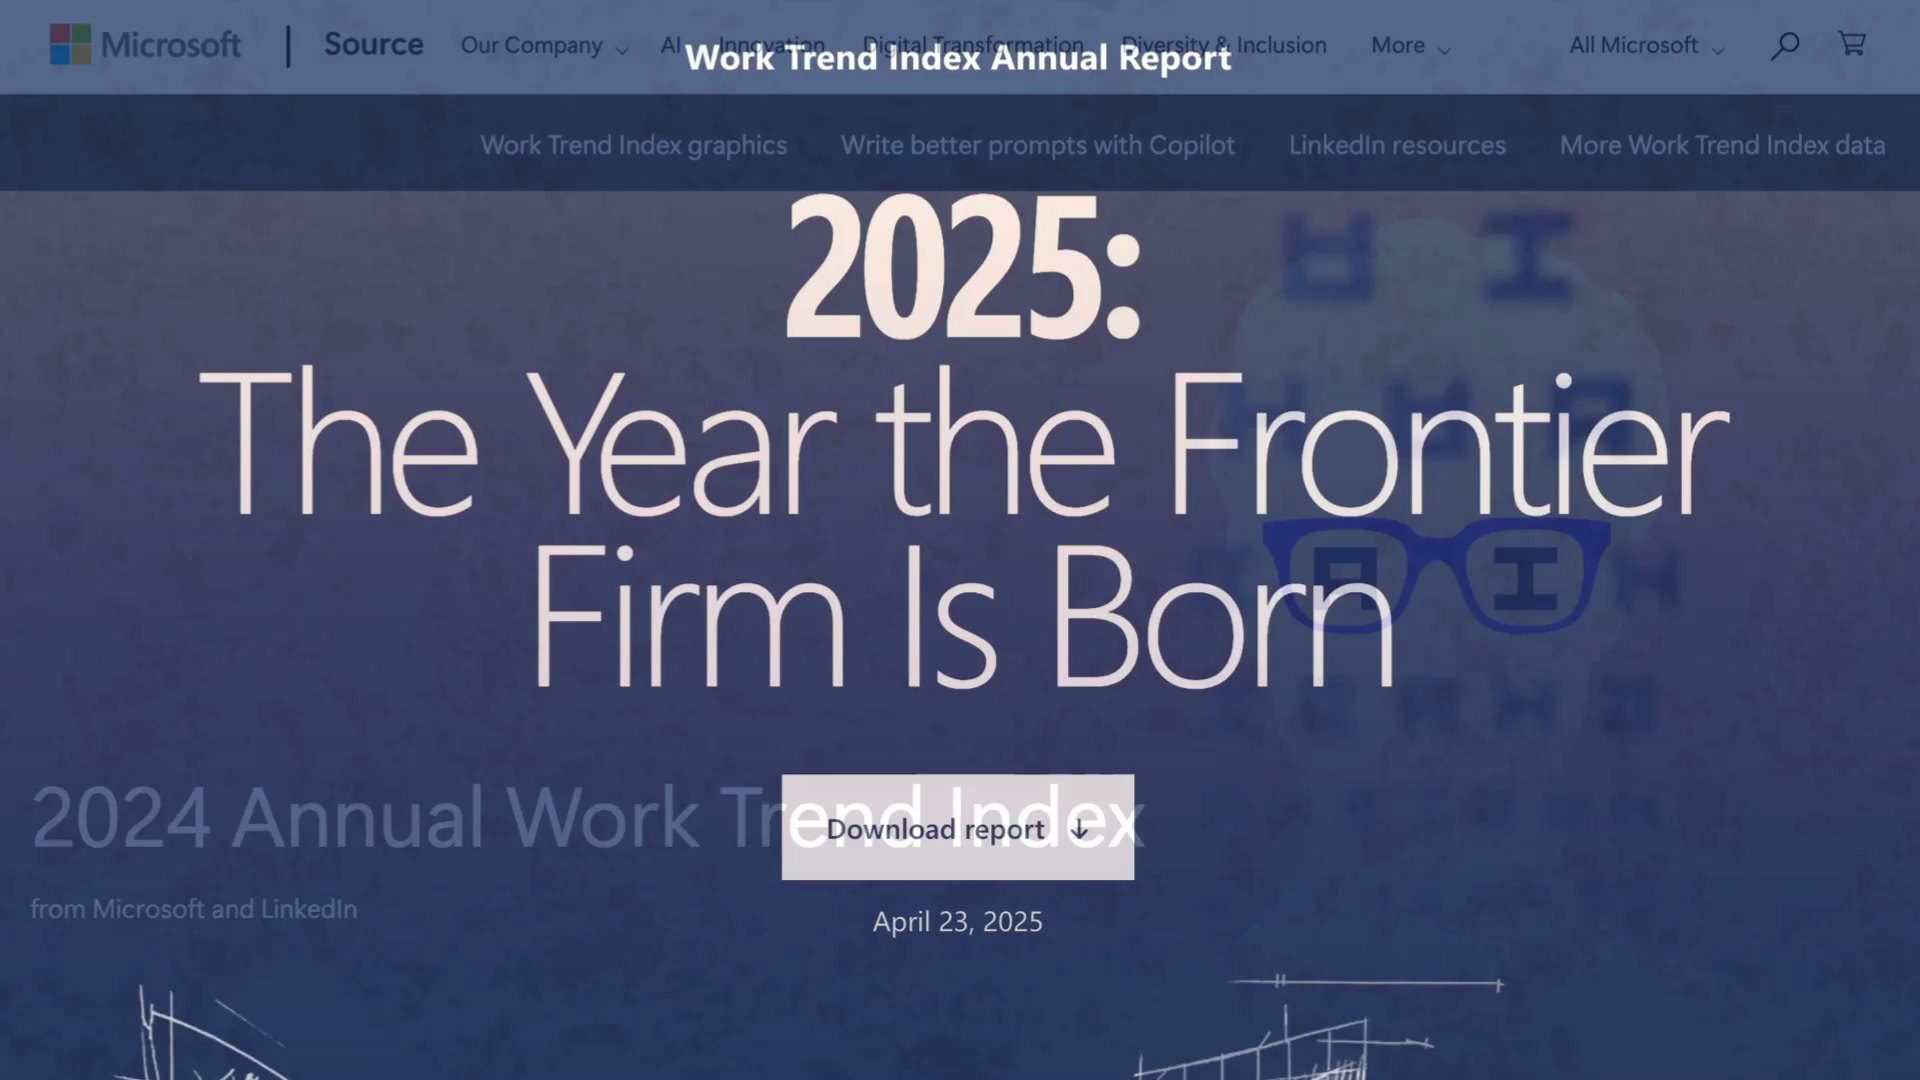 Microsoft | Source Our Company AI Innovation Digital Transformation Diversity & Inclusion More All Microsoft
Work Trend Index Annual Report
Work Trend Index graphics Write better prompts with Copilot LinkedIn resources More Work Trend Index data
2025:
The Year the Frontier
Firm Is Born
A I
2024 Annual Work Trend Index
Download report ↓
from Microsoft and LinkedIn
April 23, 2025